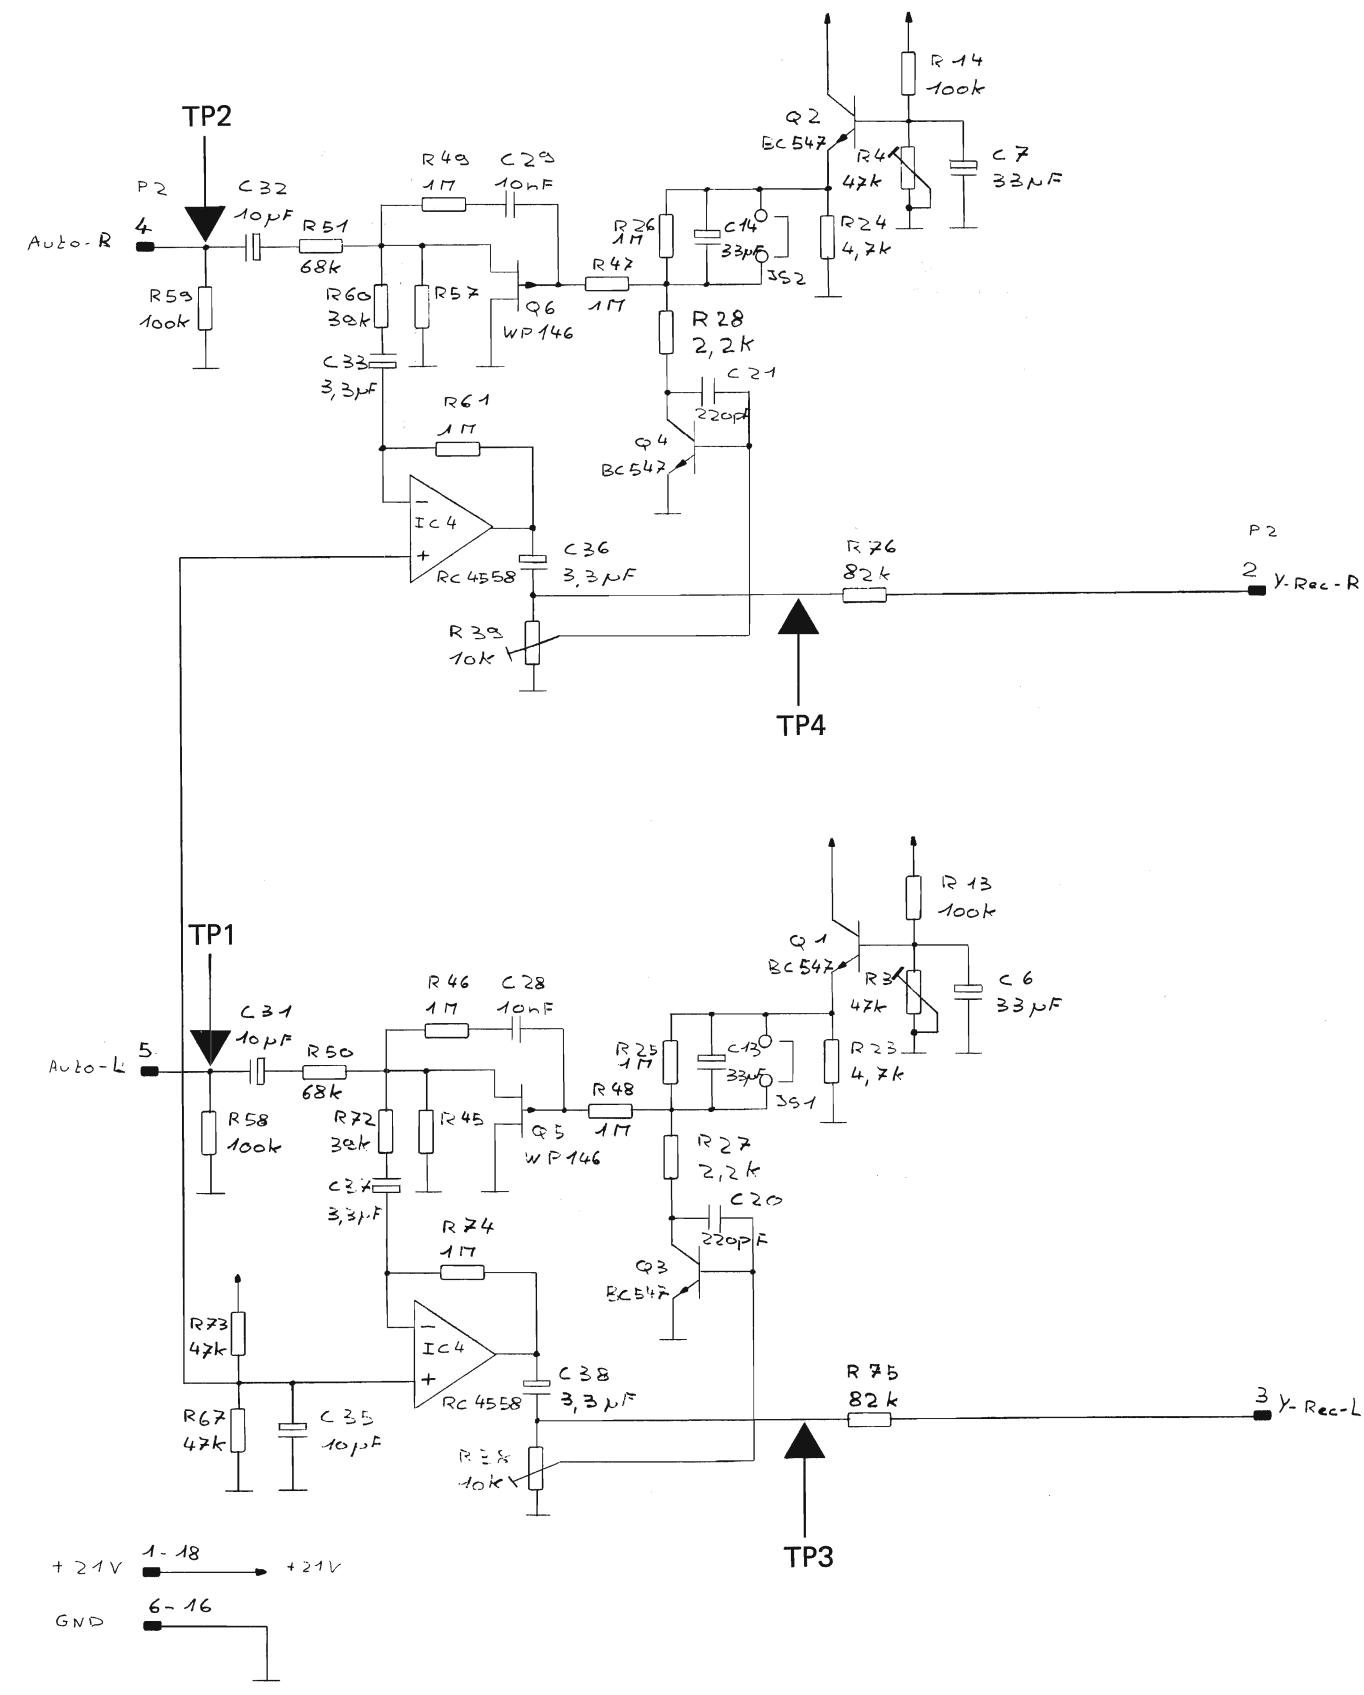 R 14
100k
TP2
Q2
BC547
R4
47k
C7
33µF
R49
1M
C29
10nF
P2
C32
10µF
4
Auto-R
R51
68k
R26
1M
C14
33µF
R24
4,7k
JS2
R47
1M
R59
100k
R60
39k
R57
Q6
WP146
R28
2,2k
C33
3,3µF
C21
220pF
R61
1M
Q4
BC547
IC4
RC4558
C36
3,3µF
R76
82k
P2
2
Y-Rec-R
R39
10k
TP4
R 13
100k
TP1
Q1
BC547
R3
47k
C6
33µF
R46
1M
C28
10nF
C31
10µF
5
Auto-L
R50
68k
R25
1M
C13
33µF
R23
4,7k
JS1
R48
1M
R58
100k
R72
39k
R45
Q5
WP146
R27
2,2k
C37
3,3µF
C20
220pF
R74
1M
Q3
BC547
R73
47k
IC4
RC4558
C38
3,3µF
R75
82k
3
Y-Rec-L
R67
47k
C35
10µF
R38
10k
TP3
+21V
1-18
+21V
GND
6-16